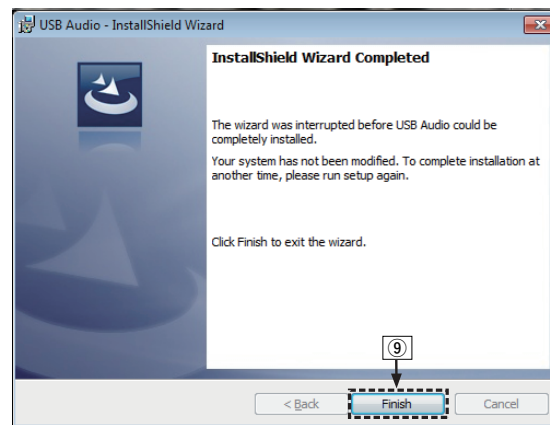 USB Audio - InstallShield Wizard
InstallShield Wizard Completed
The wizard was interrupted before USB Audio could be
completely installed.
Your system has not been modified. To complete installation at
another time, please run setup again.
Click Finish to exit the wizard.
⑨
< Back Finish Cancel